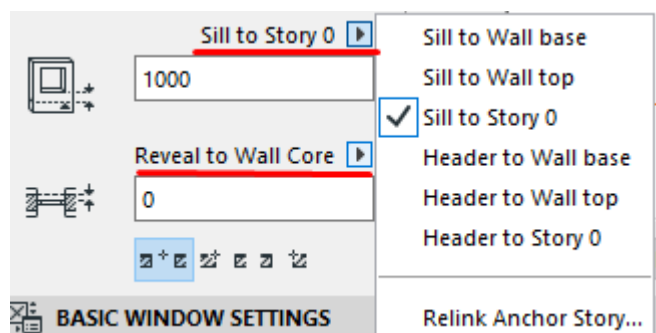 Sill to Story 0
1000
Reveal to Wall Core
0
BASIC WINDOW SETTINGS
Sill to Wall base
Sill to Wall top
Sill to Story 0
Header to Wall base
Header to Wall top
Header to Story 0
Relink Anchor Story...